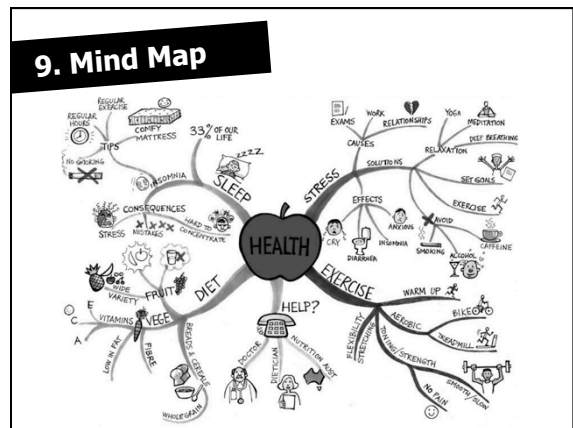 9. Mind Map
HEALTH
SLEEP
33% OF OUR
LIFE
zzzz
INSOMNIA
TIPS
REGULAR
HOURS
REGULAR
EXERCISE
COMFY
MATTRESS
NO SMOKING
CONSEQUENCES
STRESS
MISTAKES
HARD TO
CONCENTRATE
STRESS
CAUSES
EXAMS
WORK
RELATIONSHIPS
SOLUTIONS
RELAXATION
YOGA
MEDITATION
DEEP BREATHING
SET GOALS
EXERCISE
AVOID
SMOKING
ALCOHOL
CAFFEINE
EFFECTS
CRY
DIARRHEA
INSOMNIA
ANXIOUS
EXERCISE
WARM UP
AEROBIC
BIKE
TREADMILL
TONING/STRENGTH
SMOOTH/SLOW
NO PAIN
FLEXIBILITY
STRETCHING
HELP?
DOCTOR
DIETICIAN
NUTRITION AUST
DIET
FRUIT
WIDE
VARIETY
VEGE
VITAMINS
E
C
A
LOW IN FAT
FIBRE
BREADS & CEREALS
WHOLEGRAIN